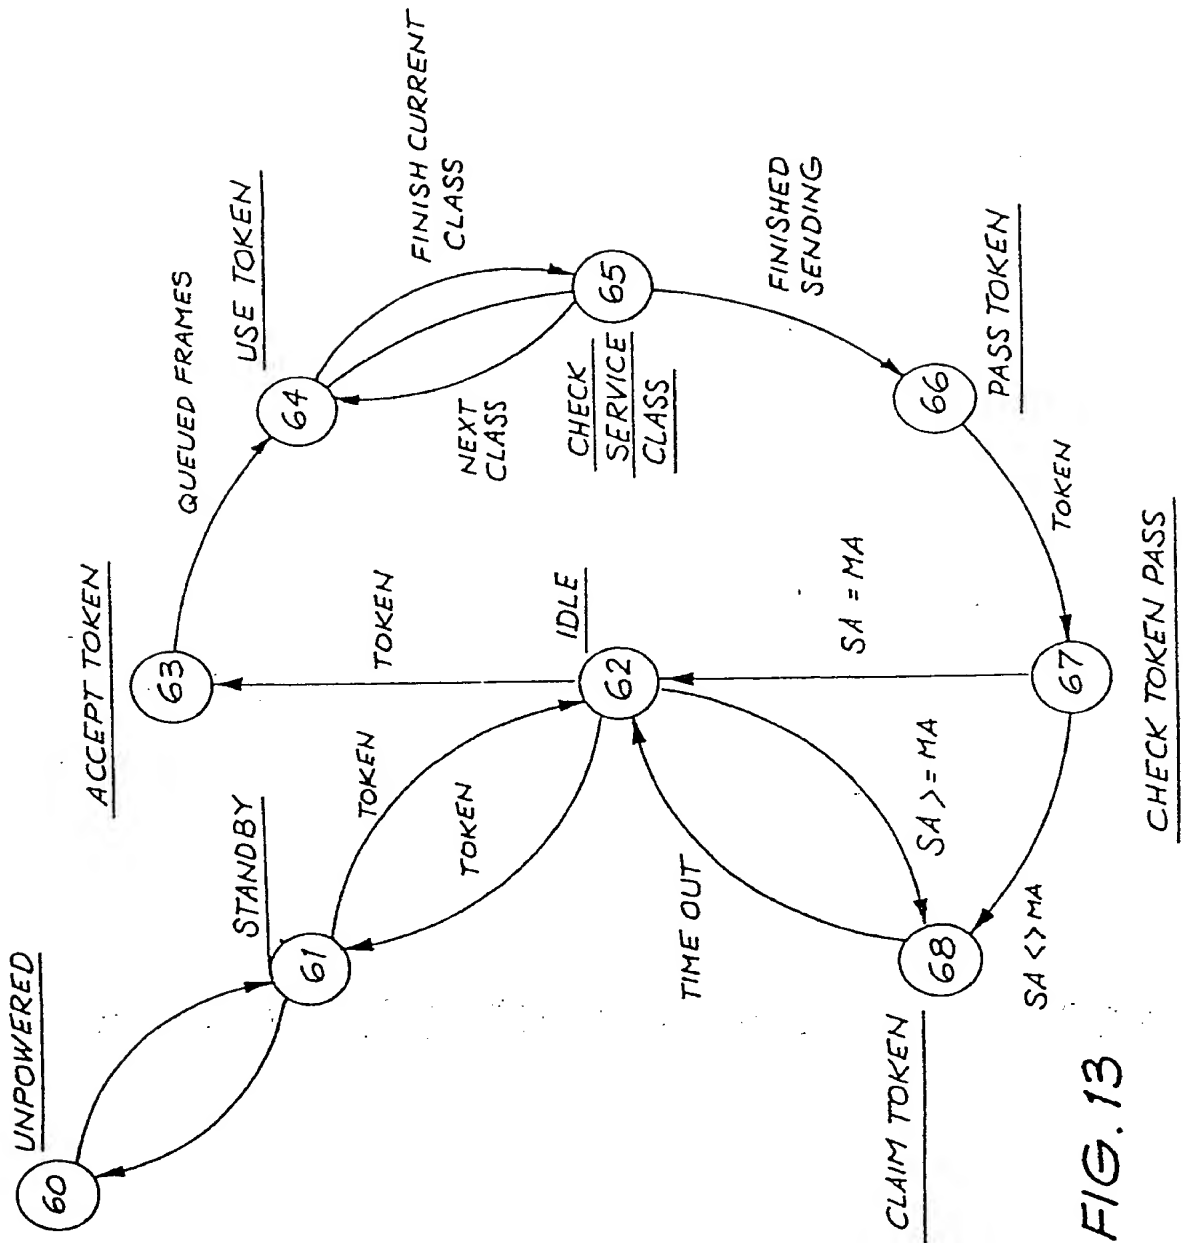 UNPOWERED
60
STANDBY
61
TOKEN
TOKEN
ACCEPT TOKEN
63
QUEUED FRAMES
TOKEN
IDLE
62
USE TOKEN
64
FINISH CURRENT
CLASS
NEXT
CLASS
65
CHECK
SERVICE
CLASS
FINISHED
SENDING
66
PASS TOKEN
TOKEN
67
CHECK TOKEN PASS
SA = MA
SA >= MA
TIME OUT
SA <> MA
68
CLAIM TOKEN
FIG. 13